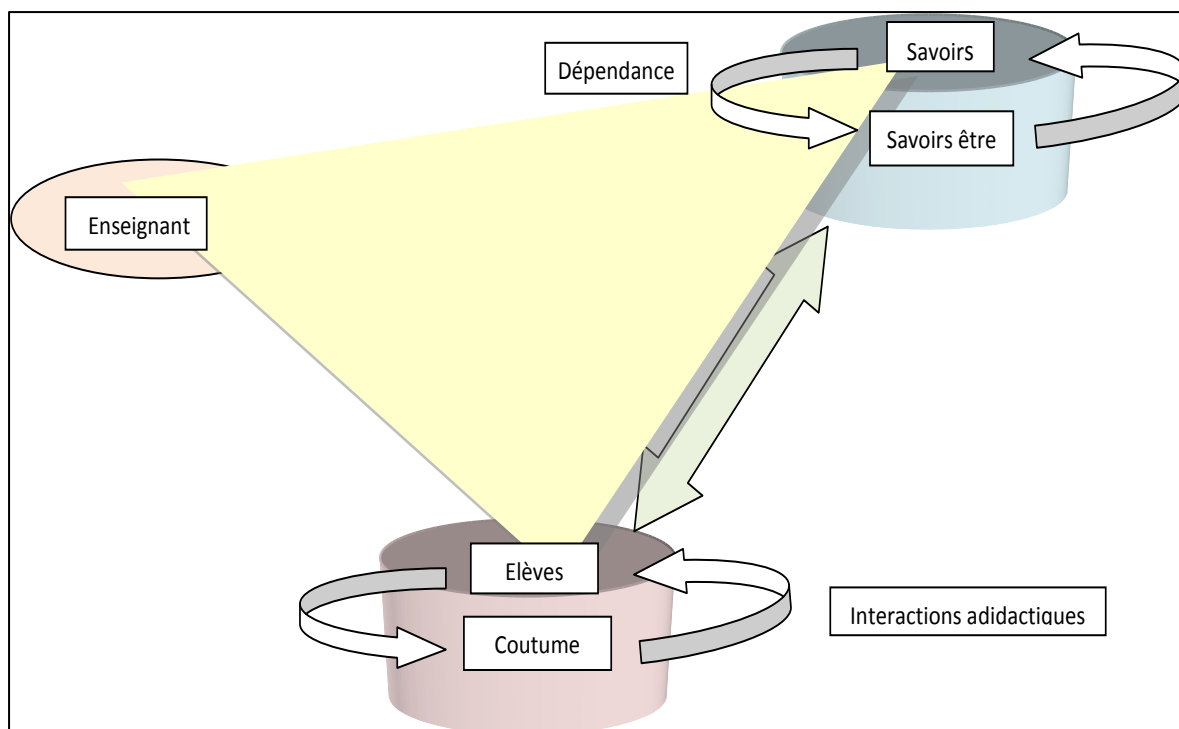 Savoirs
Dépendance
Savoirs être
Enseignant
Elèves
Coutume
Interactions adidactiques